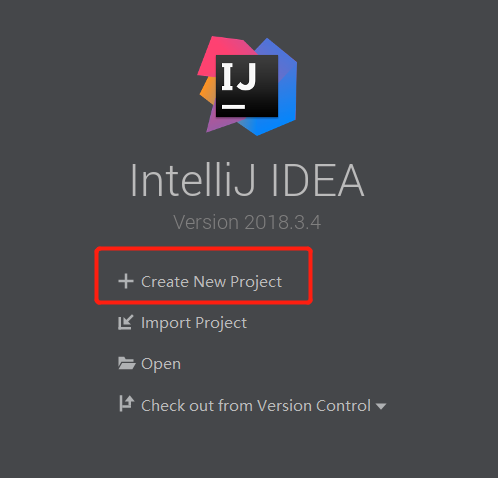 IJ
IntelliJ IDEA
Version 2018.3.4
Create New Project
Import Project
Open
Check out from Version Control